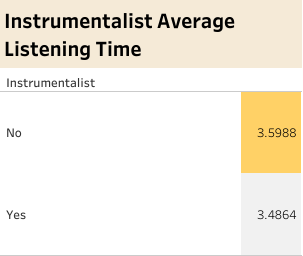 Instrumentalist Average
Listening Time
Instrumentalist
No 3.5988
Yes 3.4864